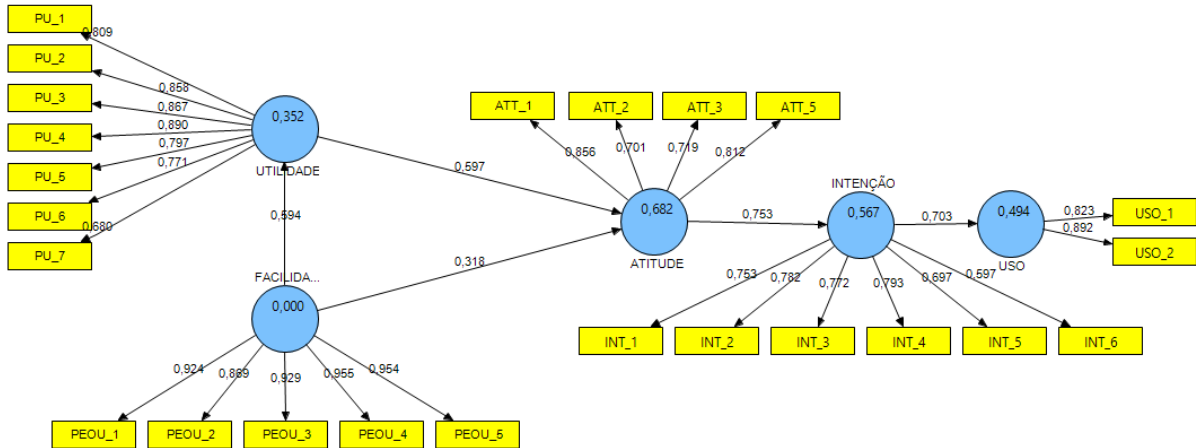 PU_1
0,809
PU_2
0,858
PU_3
0,867
PU_4
0,890
PU_5
0,797
PU_6
0,771
PU_7
0,680
0,352
UTILIDADE
0,594
FACILIDA...
0,000
0,924
0,869
0,929
0,955
0,954
PEOU_1
PEOU_2
PEOU_3
PEOU_4
PEOU_5
0,597
0,318
ATT_1
ATT_2
ATT_3
ATT_5
0,856
0,701
0,719
0,812
0,682
ATITUDE
0,753
INTENÇÃO
0,567
0,703
0,753
0,782
0,772
0,793
0,697
0,597
INT_1
INT_2
INT_3
INT_4
INT_5
INT_6
0,494
USO
0,823
0,892
USO_1
USO_2